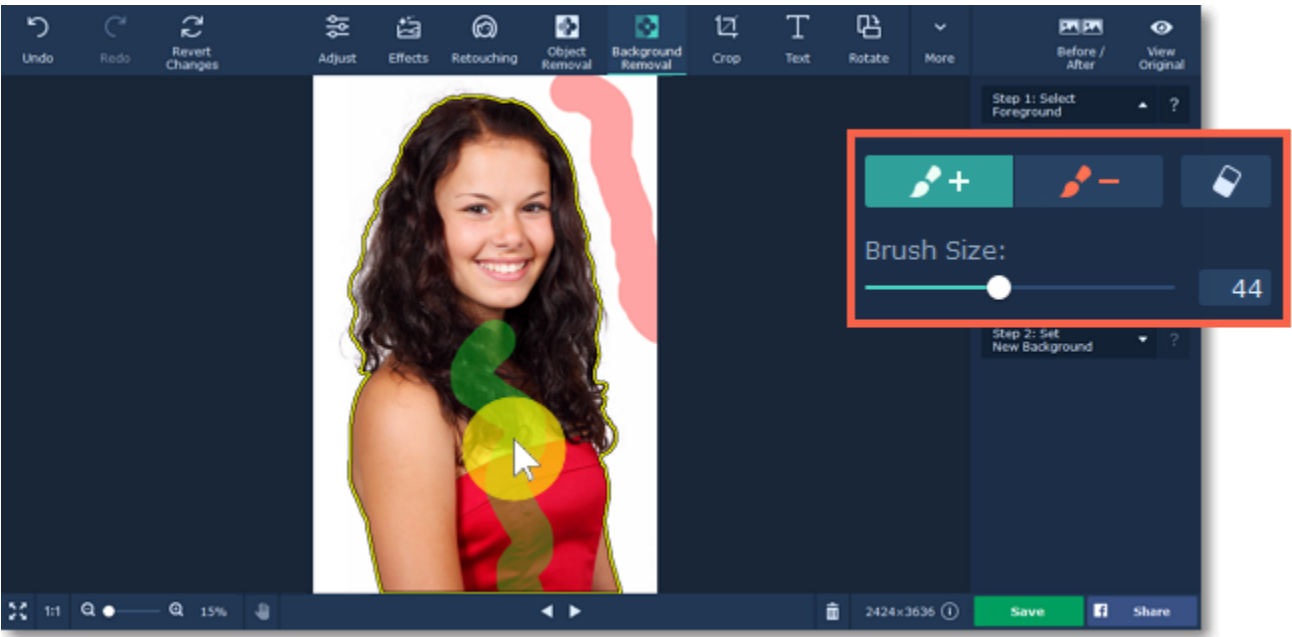 Undo
Redo
Revert
Changes
Adjust
Effects
Retouching
Object
Removal
Background
Removal
Crop
Text
Rotate
More
Before /
After
View
Original
Step 1: Select
Foreground
?
+
−
Brush Size:
44
Step 2: Set
New Background
?
1:1
15%
2424×3636
Save
Share